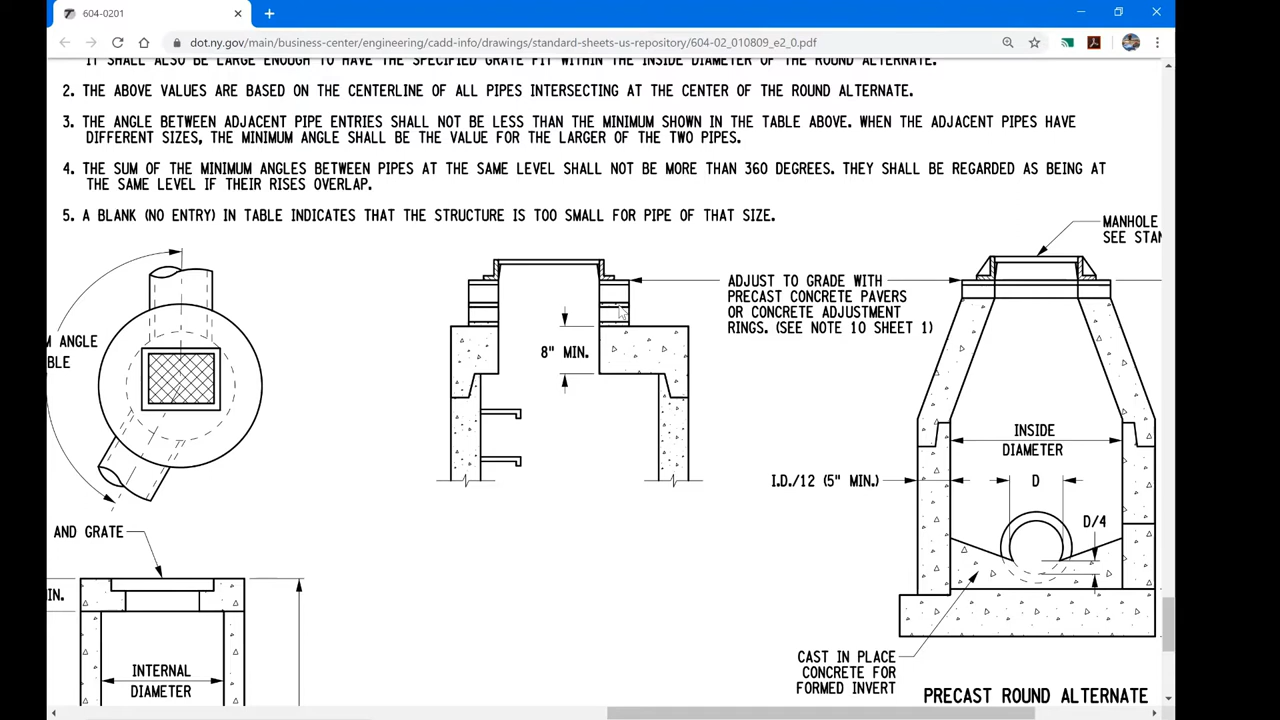 604-0201
dot.ny.gov/main/business-center/engineering/cadd-info/drawings/standard-sheets-us-repository/604-02_010809_e2_0.pdf
IT SHALL ALSO BE LARGE ENOUGH TO HAVE THE SPECIFIED GRATE FIT WITHIN THE INSIDE DIAMETER OF THE ROUND ALTERNATE.
2. THE ABOVE VALUES ARE BASED ON THE CENTERLINE OF ALL PIPES INTERSECTING AT THE CENTER OF THE ROUND ALTERNATE.
3. THE ANGLE BETWEEN ADJACENT PIPE ENTRIES SHALL NOT BE LESS THAN THE MINIMUM SHOWN IN THE TABLE ABOVE. WHEN THE ADJACENT PIPES HAVE
DIFFERENT SIZES, THE MINIMUM ANGLE SHALL BE THE VALUE FOR THE LARGER OF THE TWO PIPES.
4. THE SUM OF THE MINIMUM ANGLES BETWEEN PIPES AT THE SAME LEVEL SHALL NOT BE MORE THAN 360 DEGREES. THEY SHALL BE REGARDED AS BEING AT
THE SAME LEVEL IF THEIR RISES OVERLAP.
5. A BLANK (NO ENTRY) IN TABLE INDICATES THAT THE STRUCTURE IS TOO SMALL FOR PIPE OF THAT SIZE.
MANHOLE
SEE STAN
ADJUST TO GRADE WITH
PRECAST CONCRETE PAVERS
OR CONCRETE ADJUSTMENT
RINGS. (SEE NOTE 10 SHEET 1)
M ANGLE
BLE
8" MIN.
INSIDE
DIAMETER
I.D./12 (5" MIN.)
D
D/4
AND GRATE
IN.
INTERNAL
DIAMETER
CAST IN PLACE
CONCRETE FOR
FORMED INVERT
PRECAST ROUND ALTERNATE